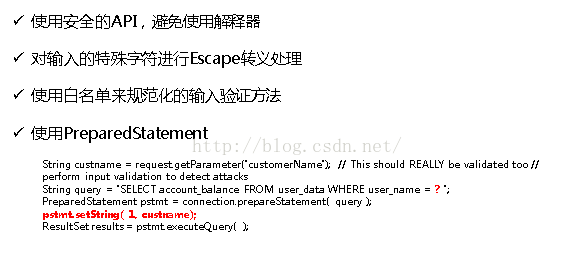 ✓ 使用安全的API，避免使用解释器
✓ 对输入的特殊字符进行Escape转义处理
✓ 使用白名单来规范化的输入验证方法
✓ 使用PreparedStatement
http://blog.csdn.net/
String custname = request.getParameter("customerName"); // This should REALLY be validated too //
perform input validation to detect attacks
String query = "SELECT account_balance FROM user_data WHERE user_name = ? ";
PreparedStatement pstmt = connection.prepareStatement( query );
pstmt.setString( 1, custname);
ResultSet results = pstmt.executeQuery( );